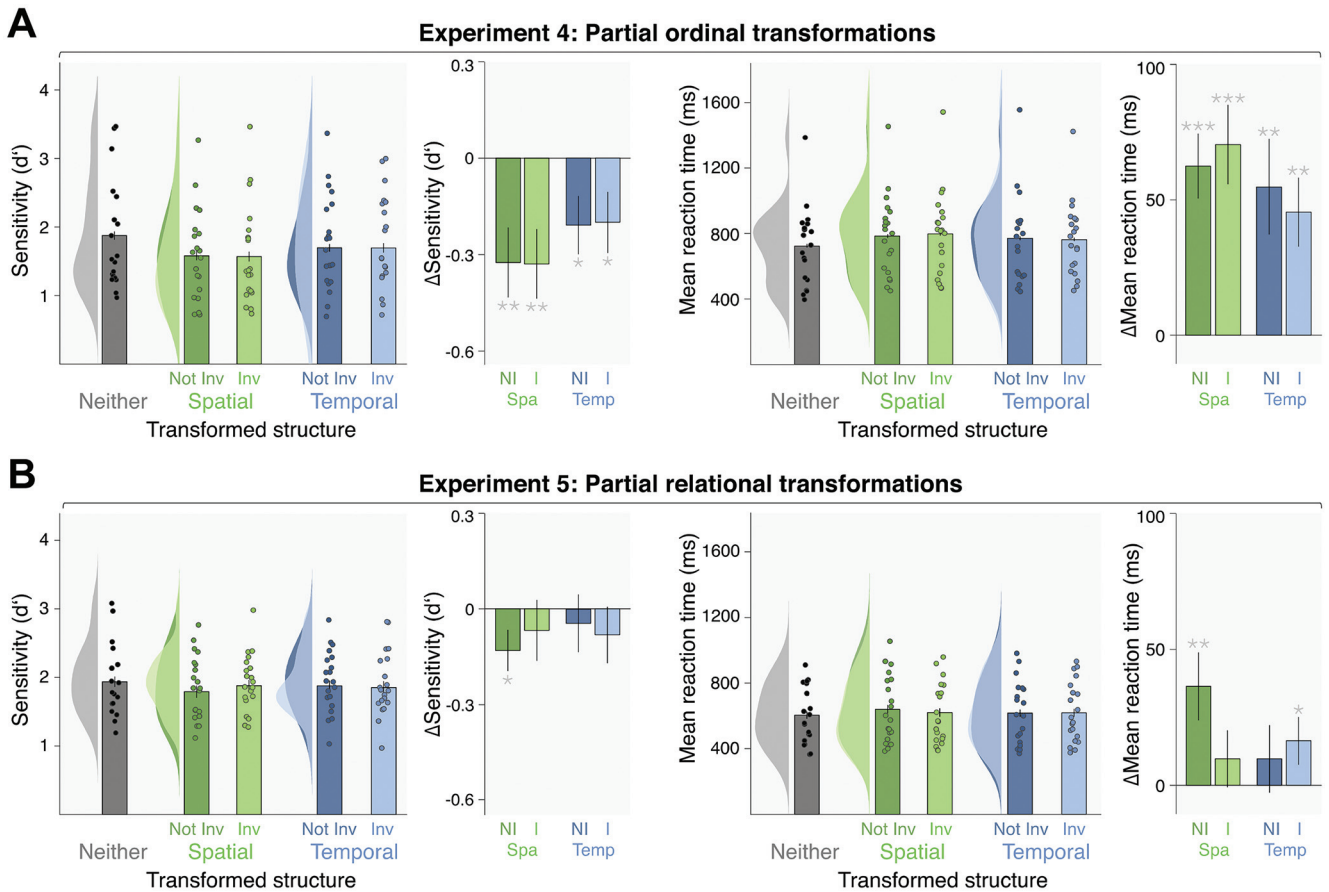 A
Experiment 4: Partial ordinal transformations
Sensitivity (d')
4
3
2
1
Not Inv Inv Not Inv Inv
Neither Spatial Temporal
Transformed structure
ΔSensitivity (d')
0.3
0
-0.3
-0.6
** ** * *
NI I NI I
Spa Temp
Mean reaction time (ms)
1600
1200
800
400
Not Inv Inv Not Inv Inv
Neither Spatial Temporal
Transformed structure
ΔMean reaction time (ms)
100
50
0
*** *** ** **
NI I NI I
Spa Temp
B
Experiment 5: Partial relational transformations
Sensitivity (d')
4
3
2
1
Not Inv Inv Not Inv Inv
Neither Spatial Temporal
Transformed structure
ΔSensitivity (d')
0.3
0
-0.3
-0.6
*
NI I NI I
Spa Temp
Mean reaction time (ms)
1600
1200
800
400
Not Inv Inv Not Inv Inv
Neither Spatial Temporal
Transformed structure
ΔMean reaction time (ms)
100
50
0
** *
NI I NI I
Spa Temp